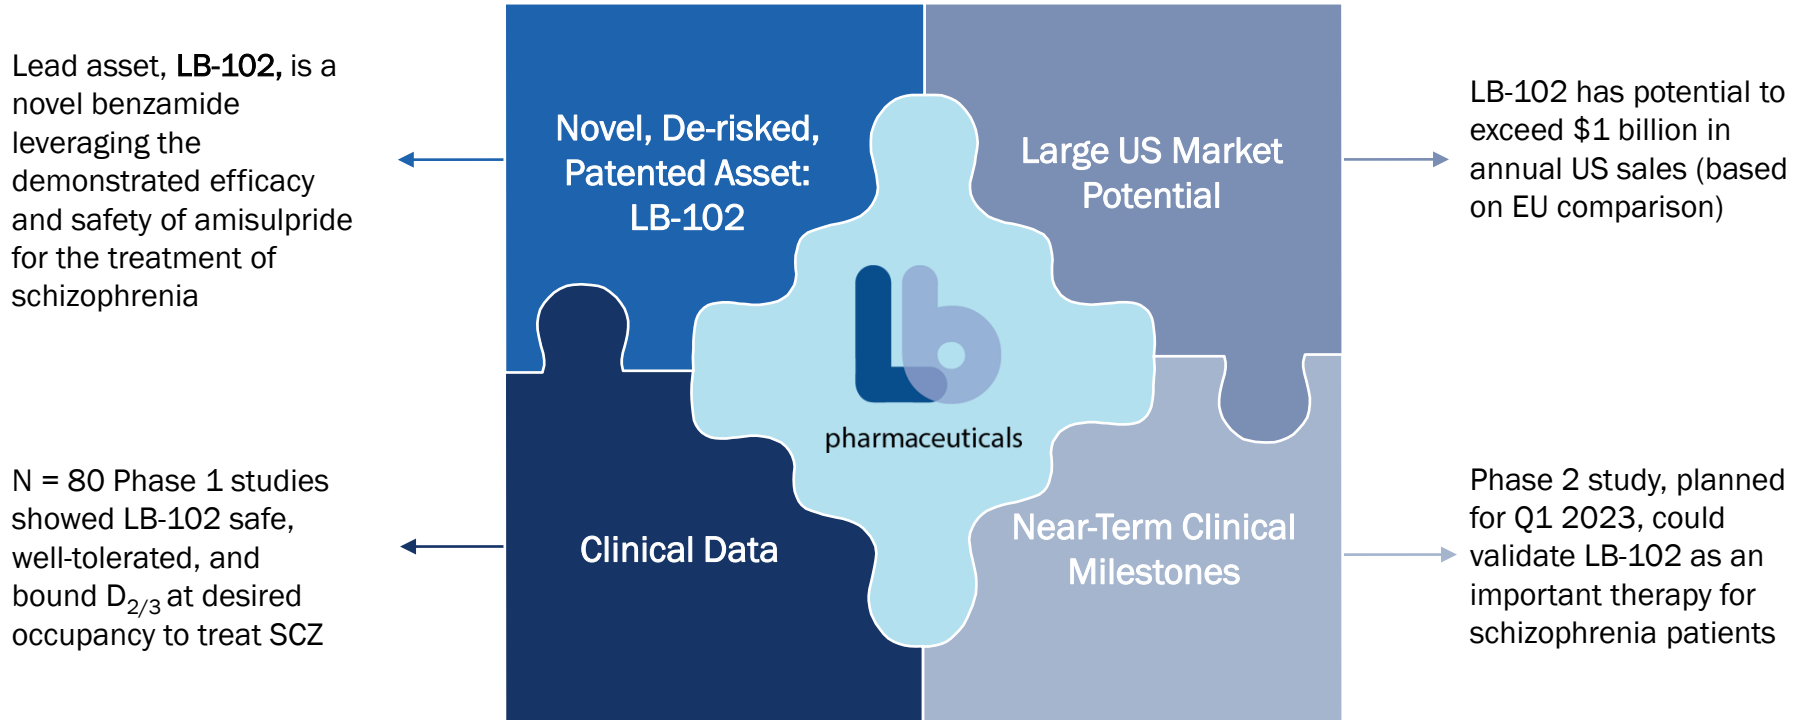 Lead asset, LB-102, is a
novel benzamide
leveraging the
demonstrated efficacy
and safety of amisulpride
for the treatment of
schizophrenia
Novel, De-risked,
Patented Asset:
LB-102
Large US Market
Potential
LB-102 has potential to
exceed $1 billion in
annual US sales (based
on EU comparison)
Lb
pharmaceuticals
N = 80 Phase 1 studies
showed LB-102 safe,
well-tolerated, and
bound D2/3 at desired
occupancy to treat SCZ
Clinical Data
Near-Term Clinical
Milestones
Phase 2 study, planned
for Q1 2023, could
validate LB-102 as an
important therapy for
schizophrenia patients